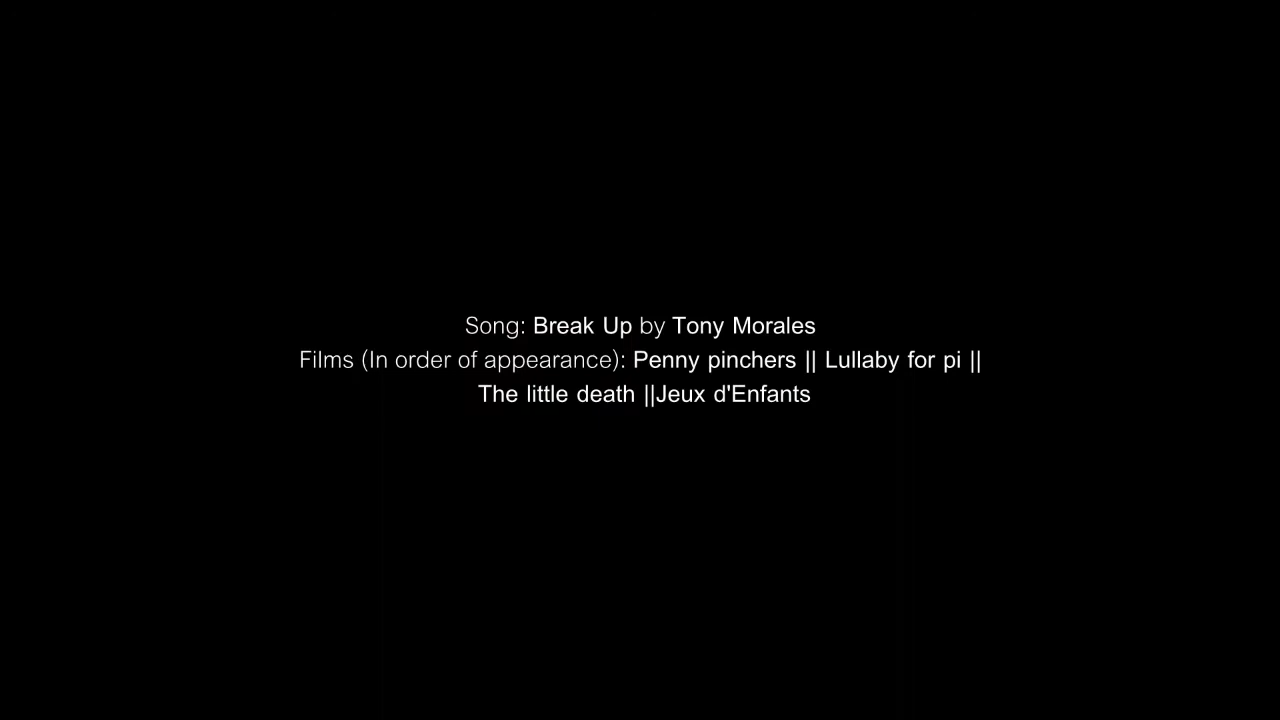 Song: Break Up by Tony Morales
Films (In order of appearance): Penny pinchers || Lullaby for pi ||
The little death ||Jeux d'Enfants